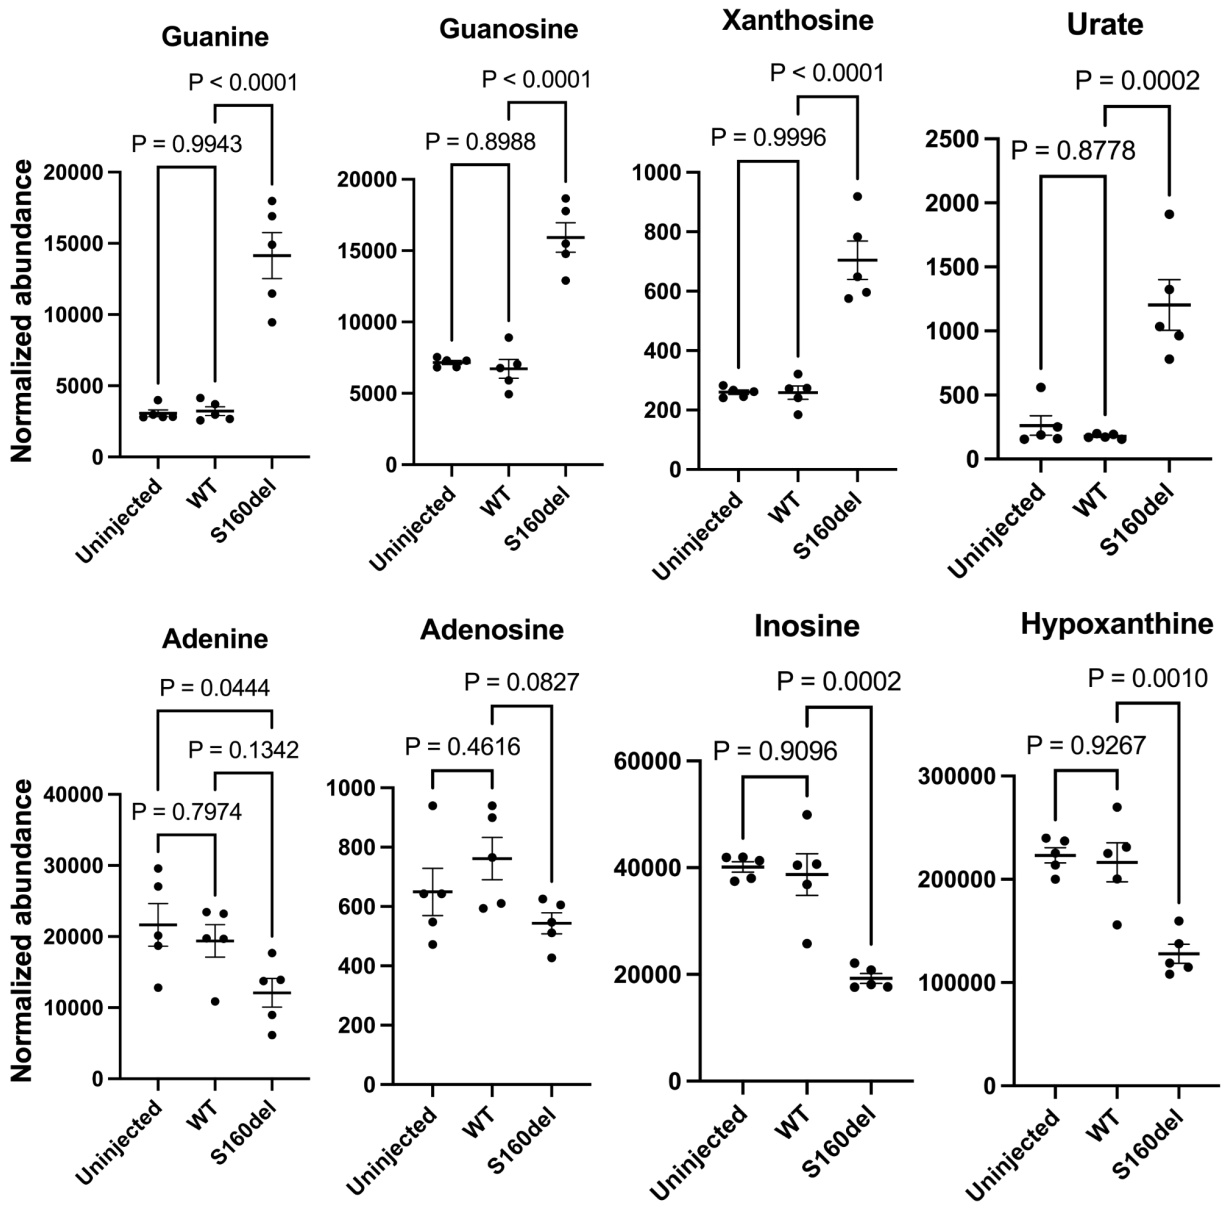 Guanine
P < 0.0001
P = 0.9943
Normalized abundance
20000
15000
10000
5000
0
Uninjected
WT
S160del
Guanosine
P < 0.0001
P = 0.8988
20000
15000
10000
5000
0
Uninjected
WT
S160del
Xanthosine
P < 0.0001
P = 0.9996
1000
800
600
400
200
0
Uninjected
WT
S160del
Urate
P = 0.0002
P = 0.8778
2500
2000
1500
1000
500
0
Uninjected
WT
S160del
Adenine
P = 0.0444
P = 0.1342
P = 0.7974
Normalized abundance
40000
30000
20000
10000
0
Uninjected
WT
S160del
Adenosine
P = 0.0827
P = 0.4616
1000
800
600
400
200
0
Uninjected
WT
S160del
Inosine
P = 0.0002
P = 0.9096
60000
40000
20000
0
Uninjected
WT
S160del
Hypoxanthine
P = 0.0010
P = 0.9267
300000
200000
100000
0
Uninjected
WT
S160del